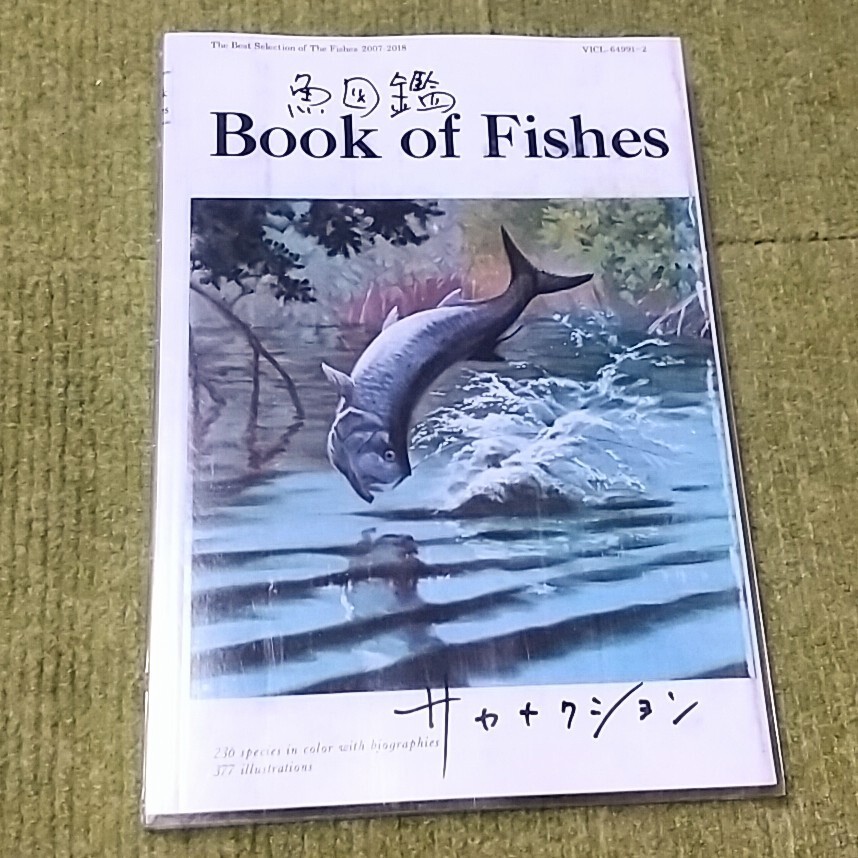 The Best Selection of The Fishes 2007-2018
VICL-64991~2
魚図鑑
Book of Fishes
サカナクション
236 species in color with biographies
377 illustrations